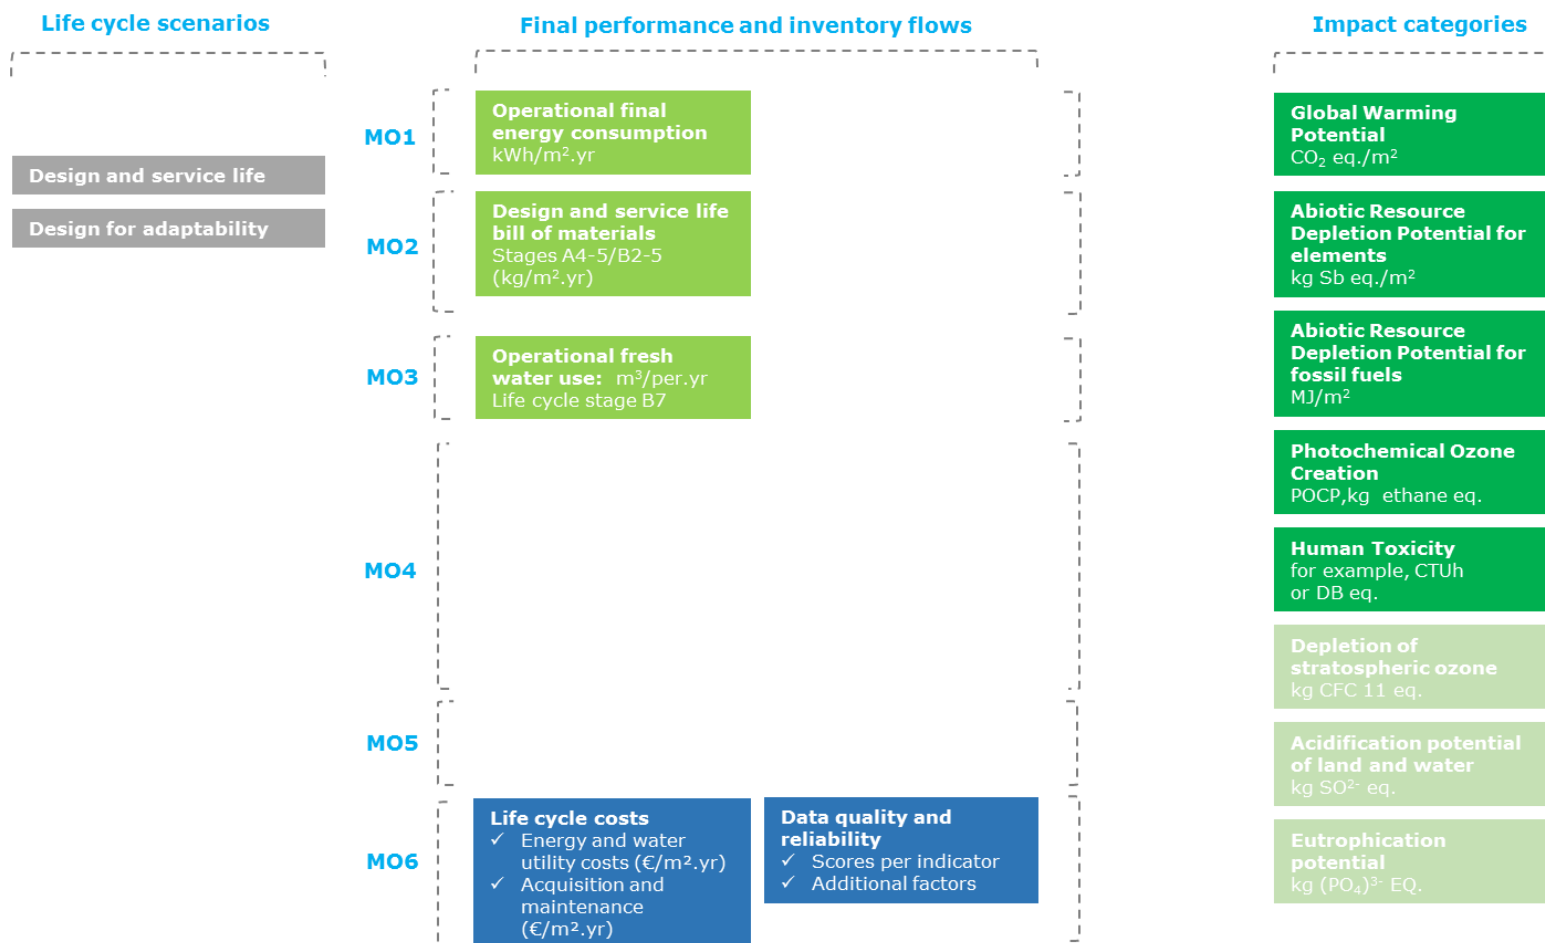 Life cycle scenarios
Final performance and inventory flows
Impact categories
Design and service life
Design for adaptability
MO1
Operational final
energy consumption
kWh/m².yr
MO2
Design and service life
bill of materials
Stages A4-5/B2-5
(kg/m².yr)
MO3
Operational fresh
water use: m³/per.yr
Life cycle stage B7
MO4
MO5
MO6
Life cycle costs
✓ Energy and water
utility costs (€/m².yr)
✓ Acquisition and
maintenance
(€/m².yr)
Data quality and
reliability
✓ Scores per indicator
✓ Additional factors
Global Warming
Potential
CO₂ eq./m²
Abiotic Resource
Depletion Potential for
elements
kg Sb eq./m²
Abiotic Resource
Depletion Potential for
fossil fuels
MJ/m²
Photochemical Ozone
Creation
POCP,kg ethane eq.
Human Toxicity
for example, CTUh
or DB eq.
Depletion of
stratospheric ozone
kg CFC 11 eq.
Acidification potential
of land and water
kg SO²⁻ eq.
Eutrophication
potential
kg (PO₄)³⁻ EQ.